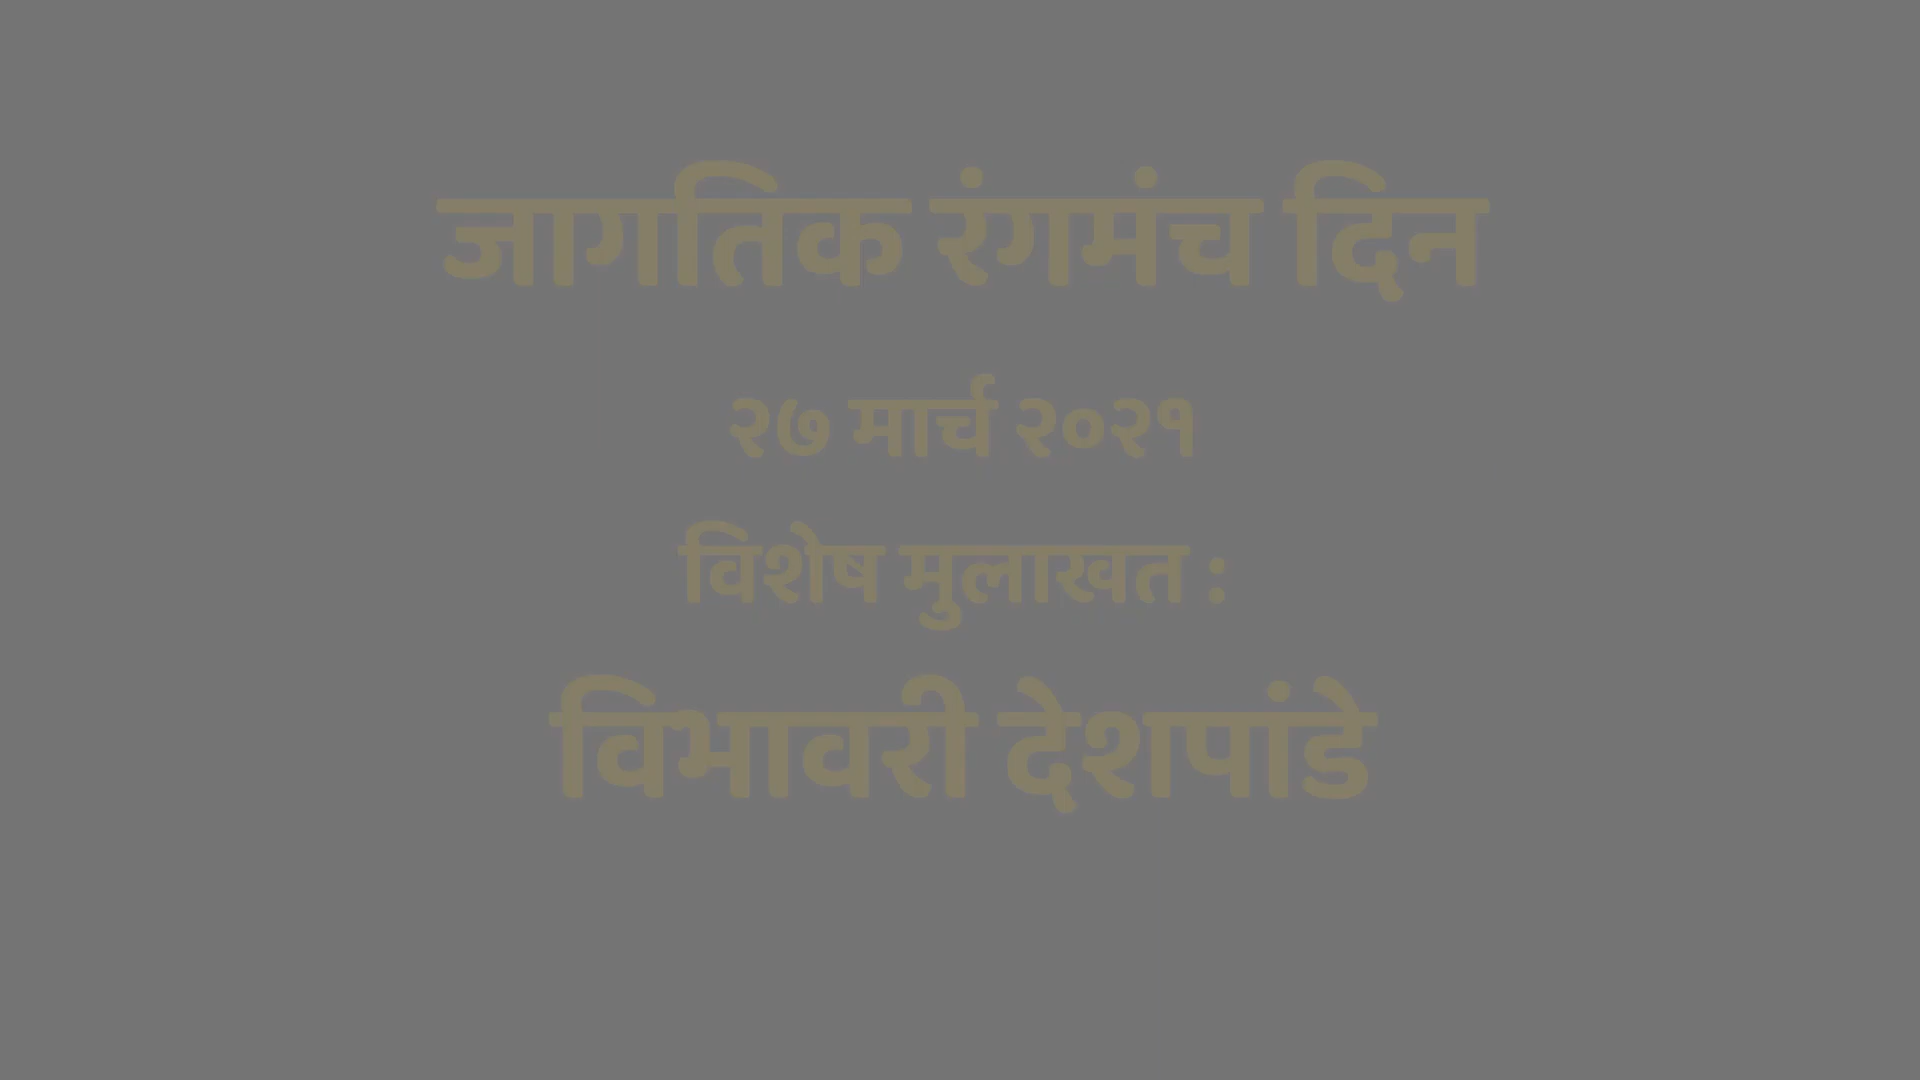 जागतिक रंगमंच दिन
२७ मार्च २०२१
विशेष मुलाखत :
विभावरी देशपांडे